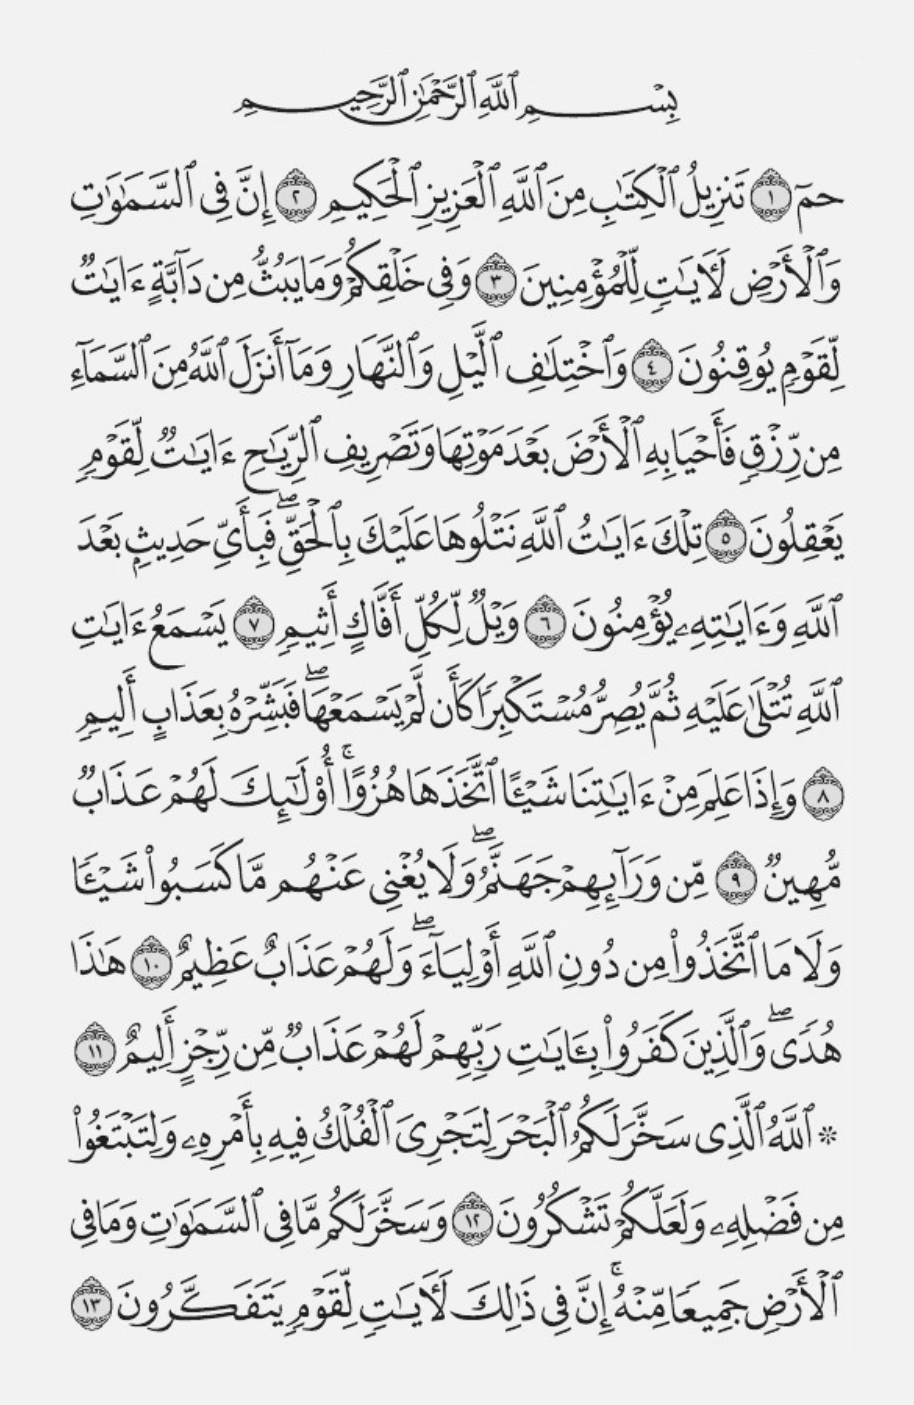 بِسْمِ ٱللَّهِ ٱلرَّحْمَٰنِ ٱلرَّحِيمِ
حمٓ ١ تَنزِيلُ ٱلْكِتَٰبِ مِنَ ٱللَّهِ ٱلْعَزِيزِ ٱلْحَكِيمِ ٢ إِنَّ فِى ٱلسَّمَٰوَٰتِ
وَٱلْأَرْضِ لَـَٔايَٰتٍ لِّلْمُؤْمِنِينَ ٣ وَفِى خَلْقِكُمْ وَمَا يَبُثُّ مِن دَآبَّةٍ ءَايَٰتٌ
لِّقَوْمٍ يُوقِنُونَ ٤ وَٱخْتِلَٰفِ ٱلَّيْلِ وَٱلنَّهَارِ وَمَآ أَنزَلَ ٱللَّهُ مِنَ ٱلسَّمَآءِ
مِن رِّزْقٍ فَأَحْيَا بِهِ ٱلْأَرْضَ بَعْدَ مَوْتِهَا وَتَصْرِيفِ ٱلرِّيَٰحِ ءَايَٰتٌ لِّقَوْمٍ
يَعْقِلُونَ ٥ تِلْكَ ءَايَٰتُ ٱللَّهِ نَتْلُوهَا عَلَيْكَ بِٱلْحَقِّ ۖ فَبِأَىِّ حَدِيثٍۭ بَعْدَ
ٱللَّهِ وَءَايَٰتِهِۦ يُؤْمِنُونَ ٦ وَيْلٌ لِّكُلِّ أَفَّاكٍ أَثِيمٍ ٧ يَسْمَعُ ءَايَٰتِ
ٱللَّهِ تُتْلَىٰ عَلَيْهِ ثُمَّ يُصِرُّ مُسْتَكْبِرًا كَأَن لَّمْ يَسْمَعْهَا ۖ فَبَشِّرْهُ بِعَذَابٍ أَلِيمٍ
٨ وَإِذَا عَلِمَ مِنْ ءَايَٰتِنَا شَيْـًٔا ٱتَّخَذَهَا هُزُوًا ۚ أُو۟لَٰٓئِكَ لَهُمْ عَذَابٌ
مُّهِينٌ ٩ مِّن وَرَآئِهِمْ جَهَنَّمُ ۖ وَلَا يُغْنِى عَنْهُم مَّا كَسَبُوا۟ شَيْـًٔا
وَلَا مَا ٱتَّخَذُوا۟ مِن دُونِ ٱللَّهِ أَوْلِيَآءَ ۖ وَلَهُمْ عَذَابٌ عَظِيمٌ ١٠ هَٰذَا
هُدًى ۖ وَٱلَّذِينَ كَفَرُوا۟ بِـَٔايَٰتِ رَبِّهِمْ لَهُمْ عَذَابٌ مِّن رِّجْزٍ أَلِيمٌ ١١
۞ ٱللَّهُ ٱلَّذِى سَخَّرَ لَكُمُ ٱلْبَحْرَ لِتَجْرِىَ ٱلْفُلْكُ فِيهِ بِأَمْرِهِۦ وَلِتَبْتَغُوا۟
مِن فَضْلِهِۦ وَلَعَلَّكُمْ تَشْكُرُونَ ١٢ وَسَخَّرَ لَكُم مَّا فِى ٱلسَّمَٰوَٰتِ وَمَا فِى
ٱلْأَرْضِ جَمِيعًا مِّنْهُ ۚ إِنَّ فِى ذَٰلِكَ لَـَٔايَٰتٍ لِّقَوْمٍ يَتَفَكَّرُونَ ١٣